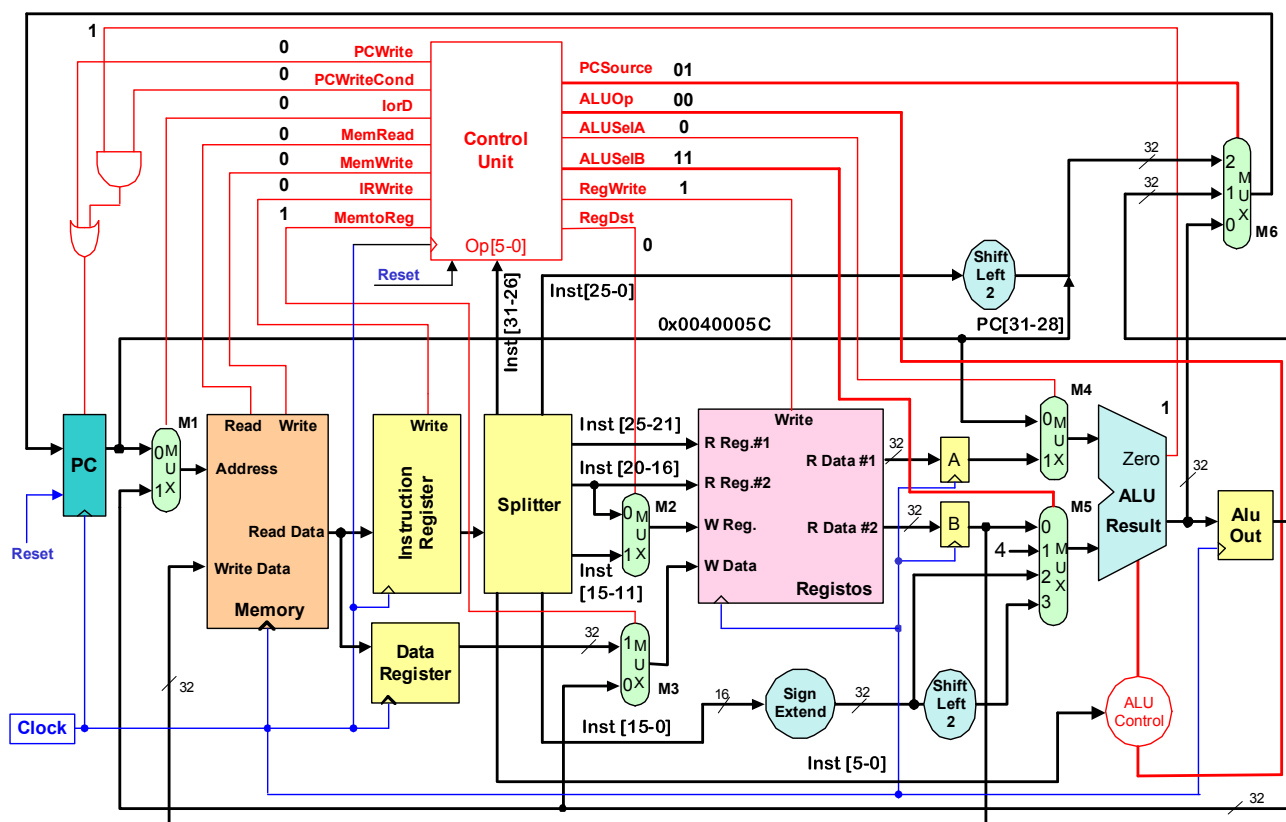 1
0 PCWrite
0 PCWriteCond
0 IorD
0 MemRead
0 MemWrite
0 IRWrite
1 MemtoReg
Control
Unit
Op[5-0]
PCSource 01
ALUOp 00
ALUSelA 0
ALUSelB 11
RegWrite 1
RegDst
0
Reset
Inst [31-26]
Inst[25-0]
Shift
Left
2
PC[31-28]
0x0040005C
32
32
2
1
0
M
U
X
M6
PC
Reset
M1
0
1
M
U
X
Read Write
Address
Read Data
Write Data
Memory
Write
Instruction
Register
Splitter
Inst [25-21]
Inst [20-16]
Inst
[15-11]
M2
0
1
M
U
X
Write
R Reg.#1
R Reg.#2
W Reg.
W Data
R Data #1
R Data #2
Registos
32
32
A
B
M4
0
1
M
U
X
M5
0
1
2
3
M
U
X
4
1
Zero
ALU
Result
32
Alu
Out
Data
Register
32
1
0
M
U
X
M3
Inst [15-0]
16
Sign
Extend
32
Shift
Left
2
ALU
Control
Inst [5-0]
Clock
32
32